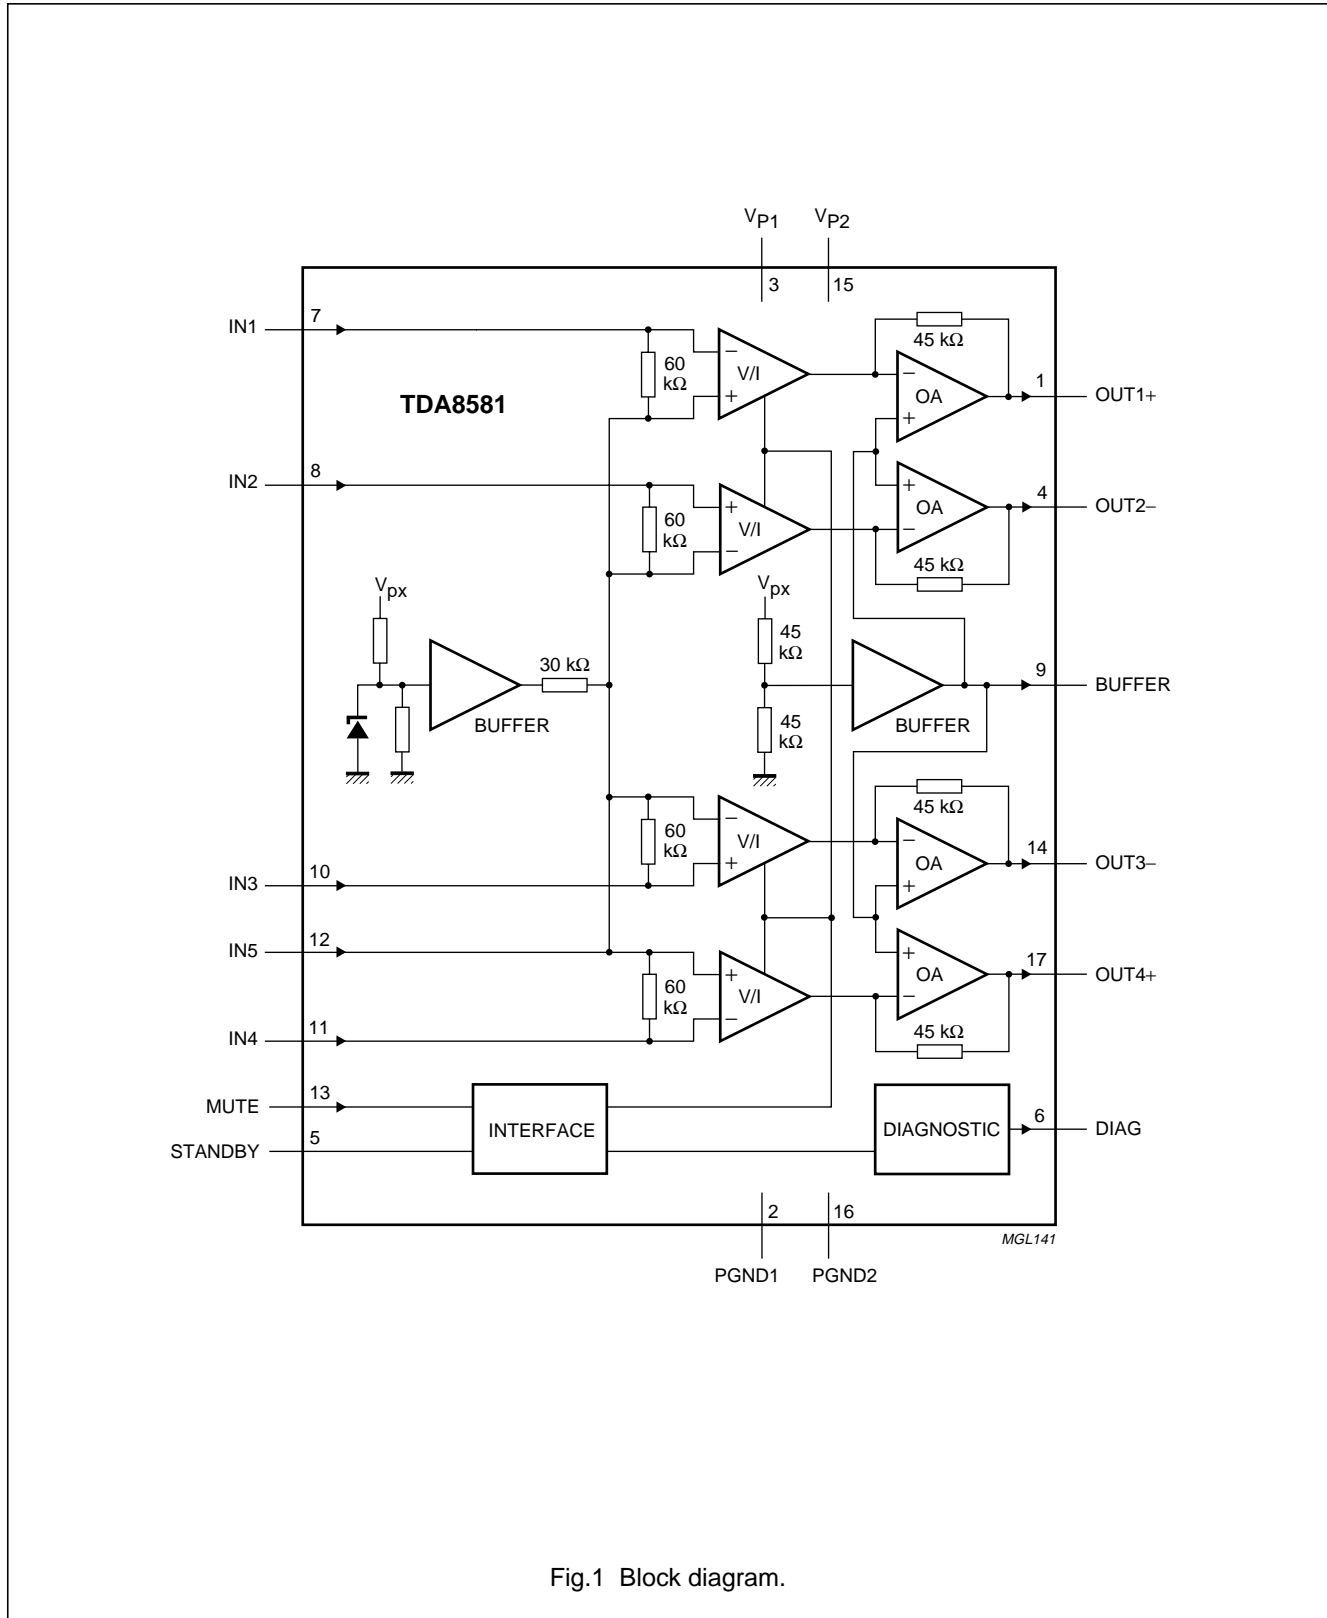 VP1 VP2
3 15
IN1 7
45 kΩ
−
60 kΩ
V/I
−
OA
1 OUT1+
+
+
TDA8581
IN2 8
+
60 kΩ
V/I
−
+
OA
−
4 OUT2−
45 kΩ
Vpx
Vpx
45 kΩ
30 kΩ
BUFFER
45 kΩ
BUFFER
9 BUFFER
−
60 kΩ
V/I
+
45 kΩ
−
OA
+
14 OUT3−
IN3 10
IN5 12
+
60 kΩ
V/I
−
+
OA
−
17 OUT4+
IN4 11
45 kΩ
MUTE 13
INTERFACE
DIAGNOSTIC
6 DIAG
STANDBY 5
2 16
MGL141
PGND1 PGND2
Fig.1 Block diagram.